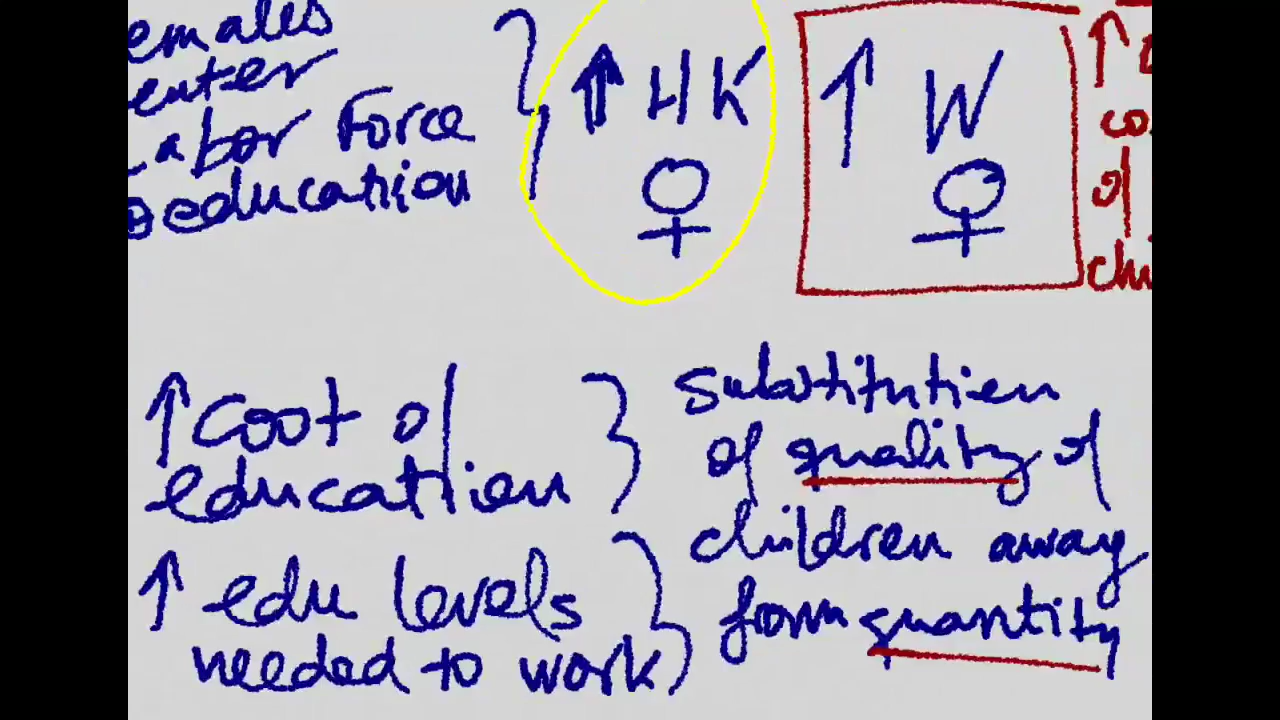 emales
enter
Labor Force
education
↑ HK
♀
↑ W
♀
↑
co
of
chi
↑ Cost of
education
↑ edu levels
needed to work
substitution
of quality of
children away
from quantity